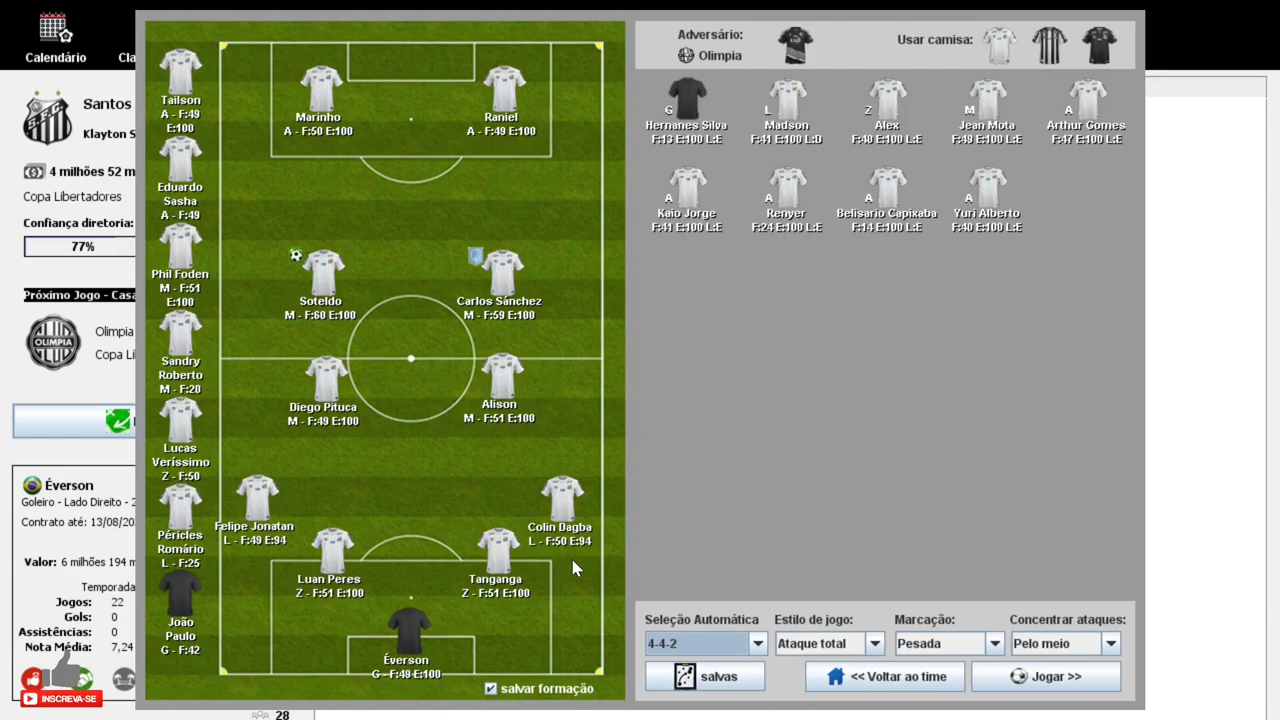 Calendário
Cla
Santos
Klayton S
4 milhões 52 m
Copa Libertadores
Confiança diretoria:
77%
Próximo Jogo - Casa
OLIMPIA
Olimpia
Copa Li
Éverson
Goleiro - Lado Direito - 2
Contrato até: 13/08/20
Valor: 6 milhões 194 m
Temporada
Jogos: 22
Gols: 0
Assistências: 0
Nota Média: 7,24
INSCREVA-SE
28
Tailson
A - F:49
E:100
Eduardo
Sasha
A - F:49
Phil Foden
M - F:51
E:100
Sandry
Roberto
M - F:20
Lucas
Veríssimo
Z - F:50
Péricles
Romário
L - F:25
João
Paulo
G - F:42
Marinho
A - F:50 E:100
Raniel
A - F:49 E:100
Soteldo
M - F:60 E:100
Carlos Sánchez
M - F:59 E:100
Diego Pituca
M - F:49 E:100
Alison
M - F:51 E:100
Felipe Jonatan
L - F:49 E:94
Colin Dagba
L - F:50 E:94
Luan Peres
Z - F:51 E:100
Tanganga
Z - F:51 E:100
Éverson
G - F:48 E:100
salvar formação
Adversário:
Olimpia
Usar camisa:
G
Hernanes Silva
F:13 E:100 L:E
L
Madson
F:41 E:100 L:D
Z
Alex
F:40 E:100 L:E
M
Jean Mota
F:49 E:100 L:E
A
Arthur Gomes
F:47 E:100 L:E
A
Kaio Jorge
F:41 E:100 L:E
A
Renyer
F:24 E:100 L:E
A
Belisario Capixaba
F:14 E:100 L:E
A
Yuri Alberto
F:40 E:100 L:E
Seleção Automática
4-4-2
Estilo de jogo:
Ataque total
Marcação:
Pesada
Concentrar ataques:
Pelo meio
salvas
<< Voltar ao time
Jogar >>